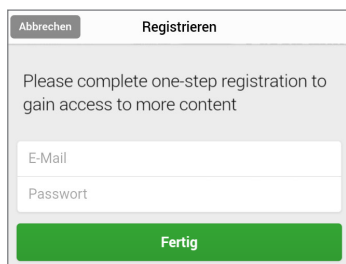 Abbrechen Registrieren
Please complete one-step registration to
gain access to more content
E-Mail
Passwort
Fertig